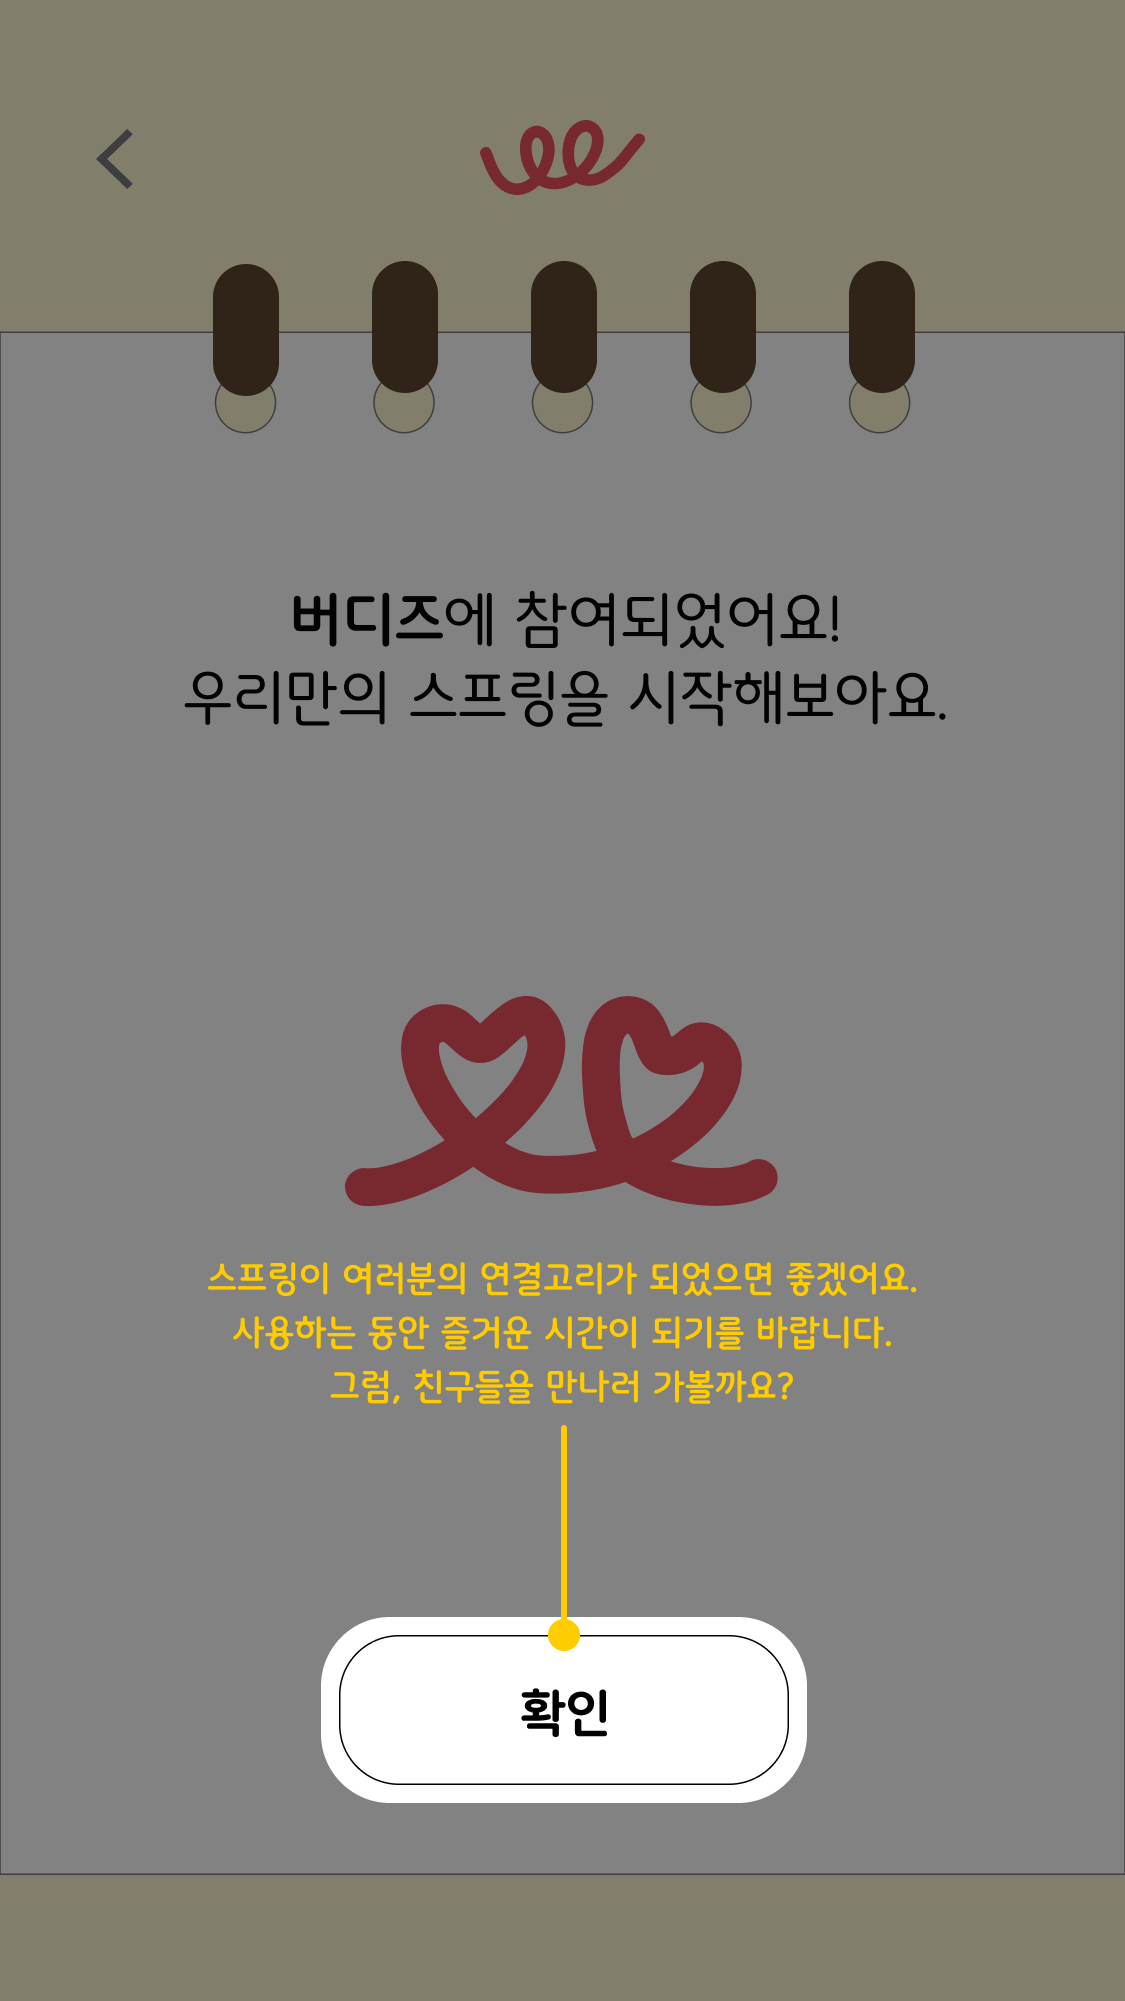 버디즈에 참여되었어요!
우리만의 스프링을 시작해보아요.
스프링이 여러분의 연결고리가 되었으면 좋겠어요.
사용하는 동안 즐거운 시간이 되기를 바랍니다.
그럼, 친구들을 만나러 가볼까요?
확인